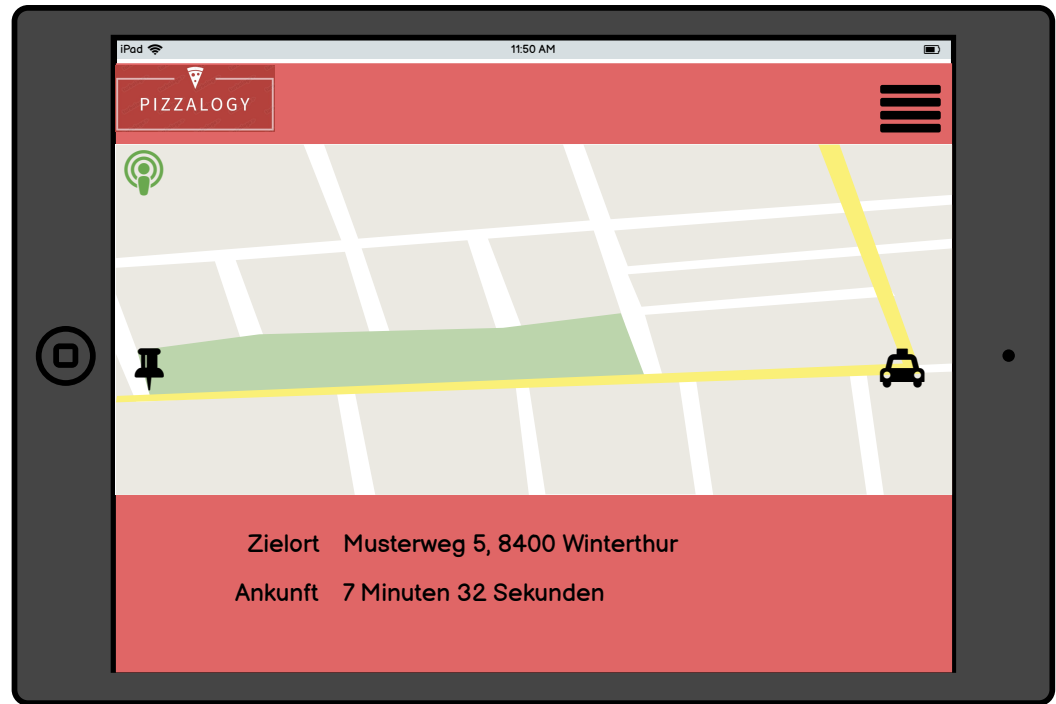 iPad
11:50 AM
PIZZALOGY
Zielort Musterweg 5, 8400 Winterthur
Ankunft 7 Minuten 32 Sekunden